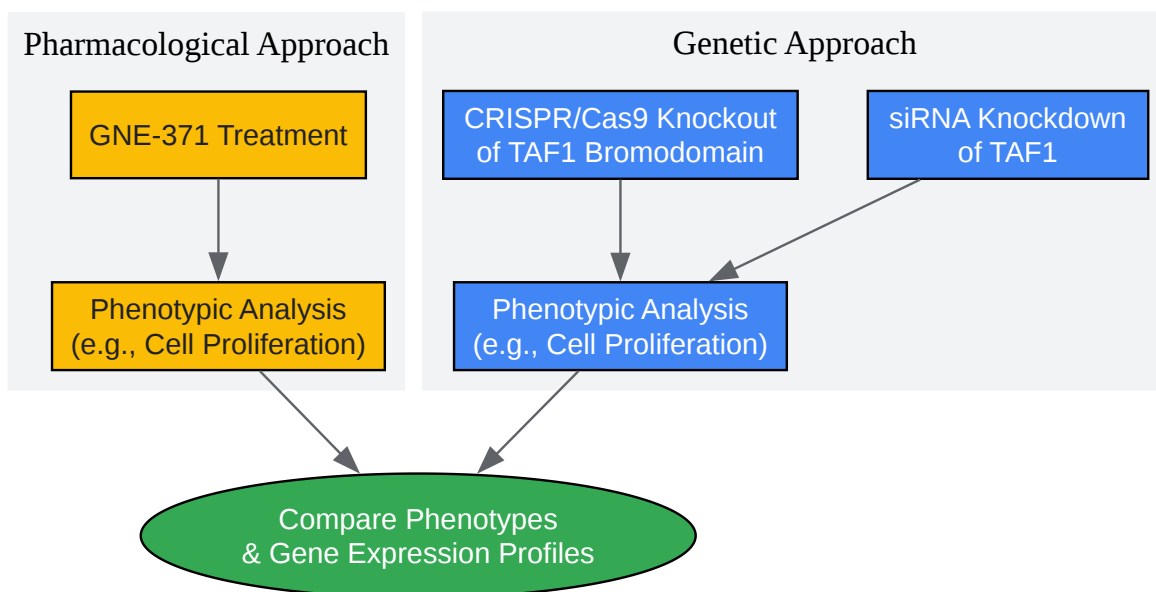 Pharmacological Approach
Genetic Approach
GNE-371 Treatment
CRISPR/Cas9 Knockout
of TAF1 Bromodomain
siRNA Knockdown
of TAF1
Phenotypic Analysis
(e.g., Cell Proliferation)
Phenotypic Analysis
(e.g., Cell Proliferation)
Compare Phenotypes
& Gene Expression Profiles